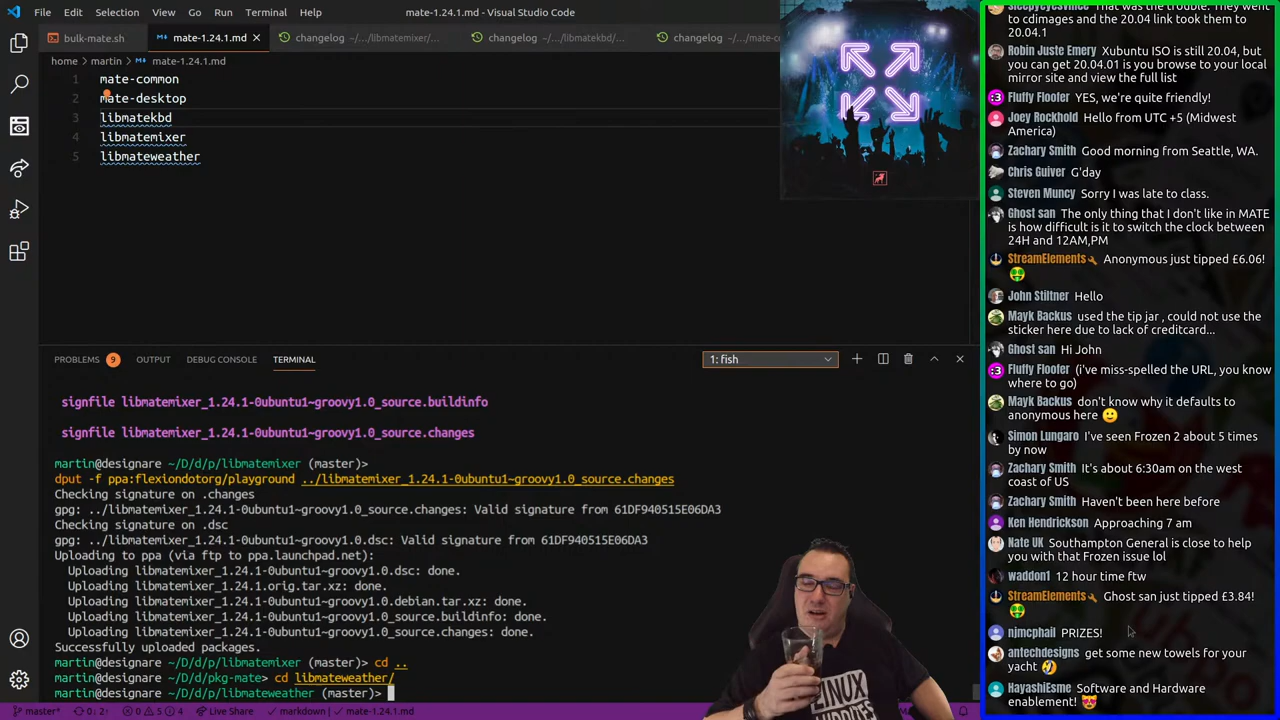 File Edit Selection View Go Run Terminal Help
mate-1.24.1.md - Visual Studio Code
bulk-mate.sh
mate-1.24.1.md
changelog ~/.../libmatemixer/...
changelog ~/.../libmatekbd/...
changelog ~/.../mate-co
home > martin > mate-1.24.1.md
1 mate-common
2 mate-desktop
3 libmatekbd
4 libmatemixer
5 libmateweather
PROBLEMS 9 OUTPUT DEBUG CONSOLE TERMINAL
1: fish
signfile libmatemixer_1.24.1-0ubuntu1~groovy1.0_source.buildinfo
signfile libmatemixer_1.24.1-0ubuntu1~groovy1.0_source.changes
martin@designare ~/D/d/p/libmatemixer (master)>
dput -f ppa:flexiondotorg/playground ../libmatemixer_1.24.1-0ubuntu1~groovy1.0_source.changes
Checking signature on .changes
gpg: ../libmatemixer_1.24.1-0ubuntu1~groovy1.0_source.changes: Valid signature from 61DF940515E06DA3
Checking signature on .dsc
gpg: ../libmatemixer_1.24.1-0ubuntu1~groovy1.0.dsc: Valid signature from 61DF940515E06DA3
Uploading to ppa (via ftp to ppa.launchpad.net):
Uploading libmatemixer_1.24.1-0ubuntu1~groovy1.0.dsc: done.
Uploading libmatemixer_1.24.1.orig.tar.xz: done.
Uploading libmatemixer_1.24.1-0ubuntu1~groovy1.0.debian.tar.xz: done.
Uploading libmatemixer_1.24.1-0ubuntu1~groovy1.0_source.buildinfo: done.
Uploading libmatemixer_1.24.1-0ubuntu1~groovy1.0_source.changes: done.
Successfully uploaded packages.
martin@designare ~/D/d/p/libmatemixer (master)> cd ..
martin@designare ~/D/d/pkg-mate> cd libmateweather/
martin@designare ~/D/d/p/libmateweather (master)>
master* 0↓ 2↑ 0 5 4 Live Share markdown | mate-1.24.1.md
LINUX
That was the trouble. They went
to cdimages and the 20.04 link took them to
20.04.1
Robin Juste Emery Xubuntu ISO is still 20.04, but
you can get 20.04.01 is you browse to your local
mirror site and view the full list
Fluffy Floofer YES, we're quite friendly!
Joey Rockhold Hello from UTC +5 (Midwest
America)
Zachary Smith Good morning from Seattle, WA.
Chris Guiver G'day
Steven Muncy Sorry I was late to class.
Ghost san The only thing that I don't like in MATE
is how difficult is it to switch the clock between
24H and 12AM,PM
StreamElements Anonymous just tipped £6.06!
🤑
John Stiltner Hello
Mayk Backus used the tip jar , could not use the
sticker here due to lack of creditcard...
Ghost san Hi John
Fluffy Floofer (i've miss-spelled the URL, you know
where to go)
Mayk Backus don't know why it defaults to
anonymous here 🙂
Simon Lungaro I've seen Frozen 2 about 5 times
by now
Zachary Smith It's about 6:30am on the west
coast of US
Zachary Smith Haven't been here before
Ken Hendrickson Approaching 7 am
Nate UK Southampton General is close to help
you with that Frozen issue lol
waddon1 12 hour time ftw
StreamElements Ghost san just tipped £3.84!
🤑
njmcphail PRIZES!
antechdesigns get some new towels for your
yacht 🤣
HayashiEsme Software and Hardware
enablement! 😍